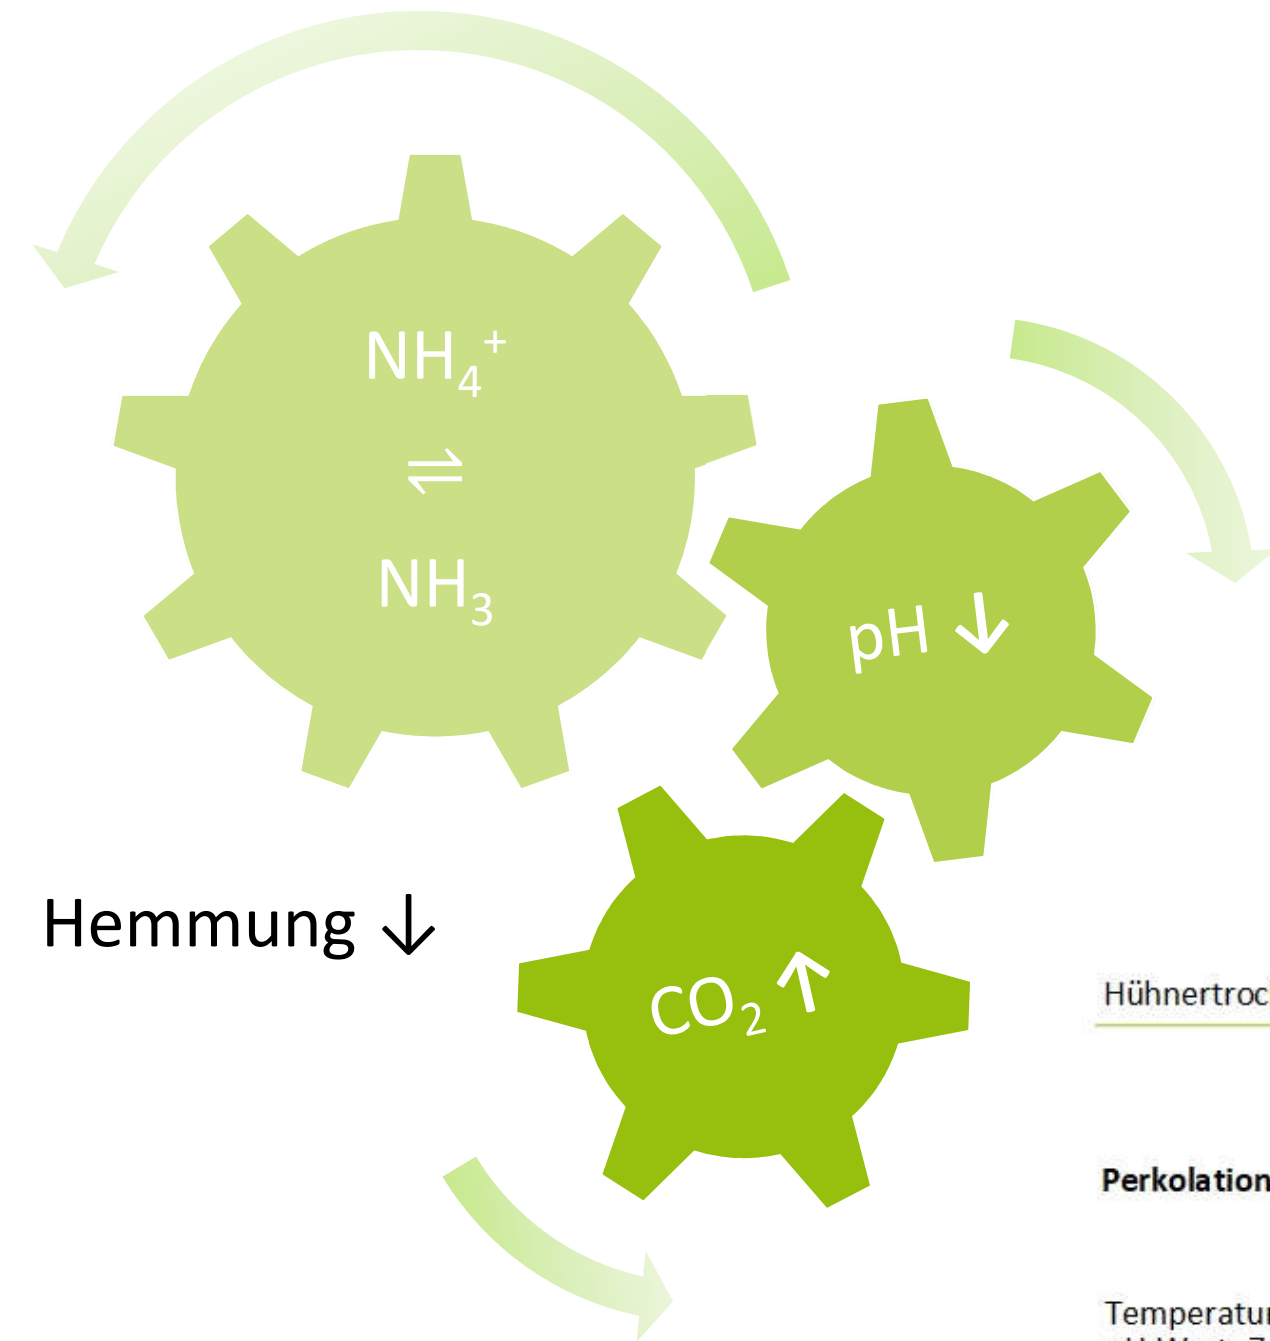 NH₄⁺
⇌
NH₃
pH ↓
Hemmung ↓
CO₂ ↑
Perkolation